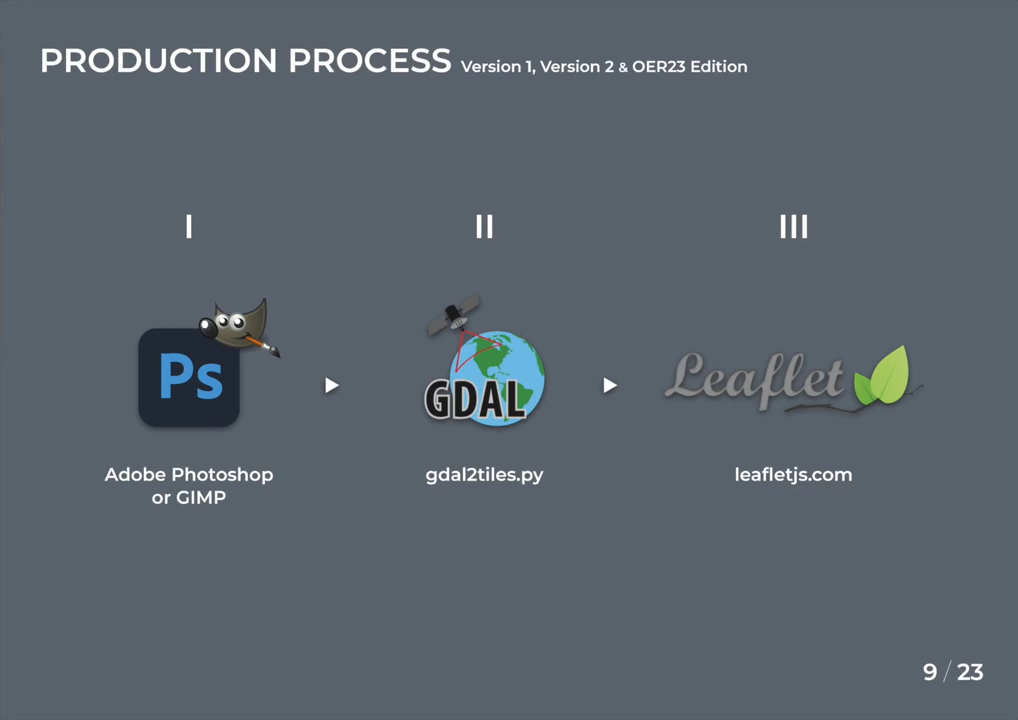 PRODUCTION PROCESS Version 1, Version 2 & OER23 Edition
I
II
III
Ps
GDAL
Leaflet
Adobe Photoshop
or GIMP
gdal2tiles.py
leafletjs.com
9 / 23